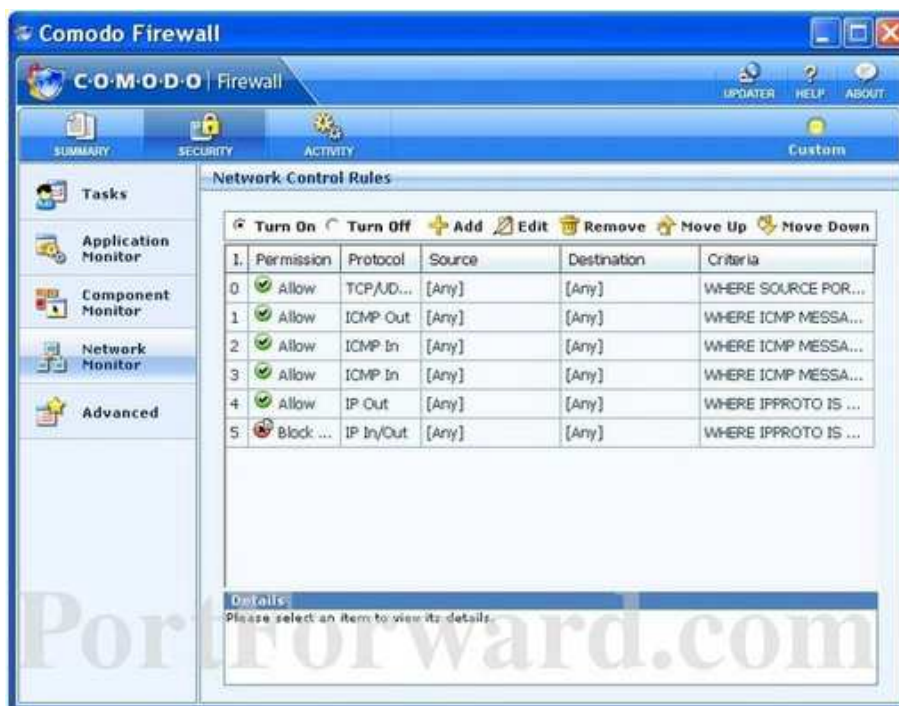 Comodo Firewall
C·O·M·O·D·O | Firewall
UPDATER HELP ABOUT
SUMMARY SECURITY ACTIVITY Custom
Tasks
Application Monitor
Component Monitor
Network Monitor
Advanced
Network Control Rules
Turn On Turn Off Add Edit Remove Move Up Move Down
I. Permission Protocol Source Destination Criteria
0 Allow TCP/UD... [Any] [Any] WHERE SOURCE POR...
1 Allow ICMP Out [Any] [Any] WHERE ICMP MESSA...
2 Allow ICMP In [Any] [Any] WHERE ICMP MESSA...
3 Allow ICMP In [Any] [Any] WHERE ICMP MESSA...
4 Allow IP Out [Any] [Any] WHERE IPPROTO IS ...
5 Block ... IP In/Out [Any] [Any] WHERE IPPROTO IS ...
Details
Please select an item to view its details.
PortForward.com